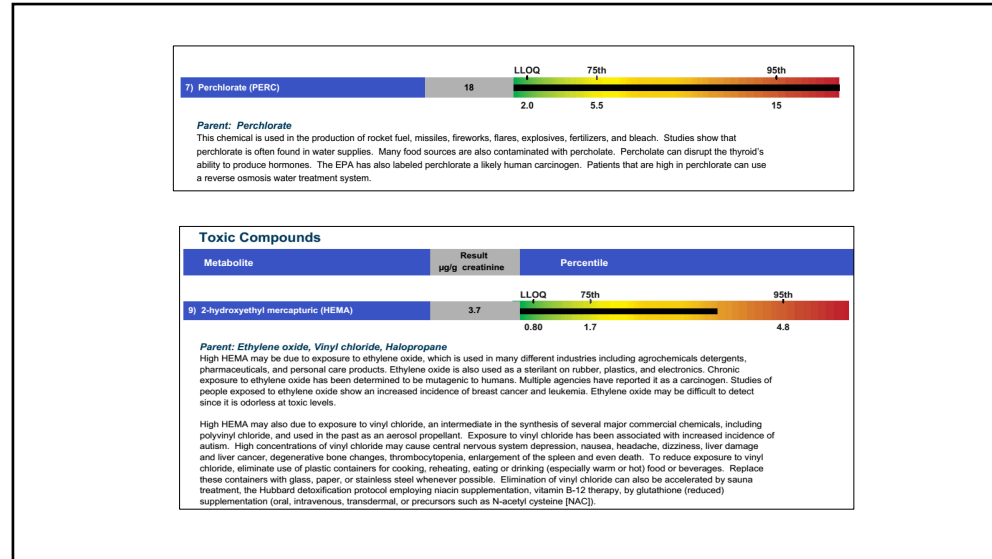 LLOQ 75th 95th
7) Perchlorate (PERC) 18
2.0 5.5 15
Parent: Perchlorate
This chemical is used in the production of rocket fuel, missiles, fireworks, flares, explosives, fertilizers, and bleach. Studies show that
perchlorate is often found in water supplies. Many food sources are also contaminated with percholate. Percholate can disrupt the thyroid's
ability to produce hormones. The EPA has also labeled perchlorate a likely human carcinogen. Patients that are high in perchlorate can use
a reverse osmosis water treatment system.
Toxic Compounds
Metabolite Result Percentile
µg/g creatinine
LLOQ 75th 95th
9) 2-hydroxyethyl mercapturic (HEMA) 3.7
0.80 1.7 4.8
Parent: Ethylene oxide, Vinyl chloride, Halopropane
High HEMA may be due to exposure to ethylene oxide, which is used in many different industries including agrochemicals detergents,
pharmaceuticals, and personal care products. Ethylene oxide is also used as a sterilant on rubber, plastics, and electronics. Chronic
exposure to ethylene oxide has been determined to be mutagenic to humans. Multiple agencies have reported it as a carcinogen. Studies of
people exposed to ethylene oxide show an increased incidence of breast cancer and leukemia. Ethylene oxide may be difficult to detect
since it is odorless at toxic levels.
High HEMA may also due to exposure to vinyl chloride, an intermediate in the synthesis of several major commercial chemicals, including
polyvinyl chloride, and used in the past as an aerosol propellant. Exposure to vinyl chloride has been associated with increased incidence of
autism. High concentrations of vinyl chloride may cause central nervous system depression, nausea, headache, dizziness, liver damage
and liver cancer, degenerative bone changes, thrombocytopenia, enlargement of the spleen and even death. To reduce exposure to vinyl
chloride, eliminate use of plastic containers for cooking, reheating, eating or drinking (especially warm or hot) food or beverages. Replace
these containers with glass, paper, or stainless steel whenever possible. Elimination of vinyl chloride can also be accelerated by sauna
treatment, the Hubbard detoxification protocol employing niacin supplementation, vitamin B-12 therapy, by glutathione (reduced)
supplementation (oral, intravenous, transdermal, or precursors such as N-acetyl cysteine [NAC]).